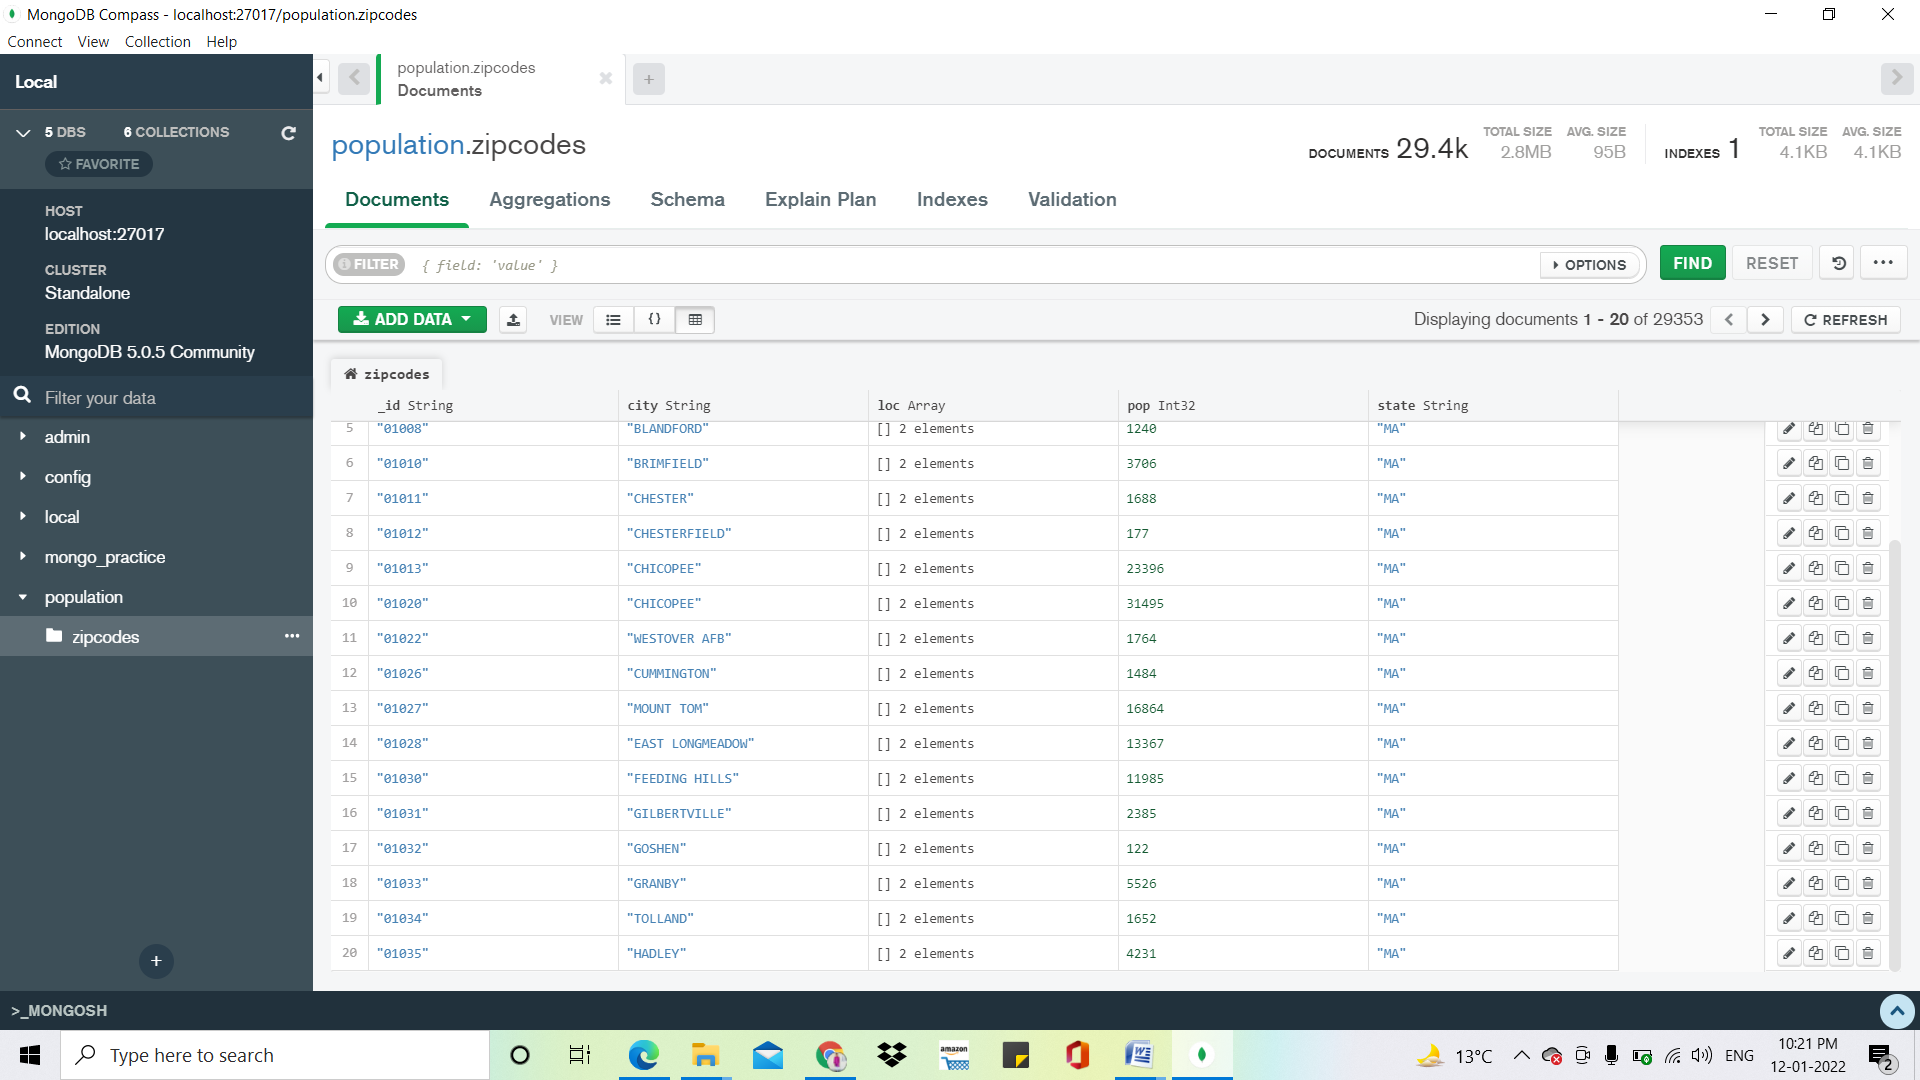 MongoDB Compass - localhost:27017/population.zipcodes
Connect View Collection Help
Local
5 DBS 6 COLLECTIONS
FAVORITE
HOST
localhost:27017
CLUSTER
Standalone
EDITION
MongoDB 5.0.5 Community
Filter your data
admin
config
local
mongo_practice
population
zipcodes
population.zipcodes
Documents
population.zipcodes
DOCUMENTS 29.4k TOTAL SIZE 2.8MB AVG. SIZE 95B INDEXES 1 TOTAL SIZE 4.1KB AVG. SIZE 4.1KB
Documents Aggregations Schema Explain Plan Indexes Validation
FILTER { field: 'value' } OPTIONS FIND RESET
ADD DATA VIEW {} Displaying documents 1 - 20 of 29353 REFRESH
zipcodes
_id String city String loc Array pop Int32 state String
5 "01008" "BLANDFORD" [] 2 elements 1240 "MA"
6 "01010" "BRIMFIELD" [] 2 elements 3706 "MA"
7 "01011" "CHESTER" [] 2 elements 1688 "MA"
8 "01012" "CHESTERFIELD" [] 2 elements 177 "MA"
9 "01013" "CHICOPEE" [] 2 elements 23396 "MA"
10 "01020" "CHICOPEE" [] 2 elements 31495 "MA"
11 "01022" "WESTOVER AFB" [] 2 elements 1764 "MA"
12 "01026" "CUMMINGTON" [] 2 elements 1484 "MA"
13 "01027" "MOUNT TOM" [] 2 elements 16864 "MA"
14 "01028" "EAST LONGMEADOW" [] 2 elements 13367 "MA"
15 "01030" "FEEDING HILLS" [] 2 elements 11985 "MA"
16 "01031" "GILBERTVILLE" [] 2 elements 2385 "MA"
17 "01032" "GOSHEN" [] 2 elements 122 "MA"
18 "01033" "GRANBY" [] 2 elements 5526 "MA"
19 "01034" "TOLLAND" [] 2 elements 1652 "MA"
20 "01035" "HADLEY" [] 2 elements 4231 "MA"
>_MONGOSH
Type here to search
amazon
13°C
ENG
10:21 PM
12-01-2022
2